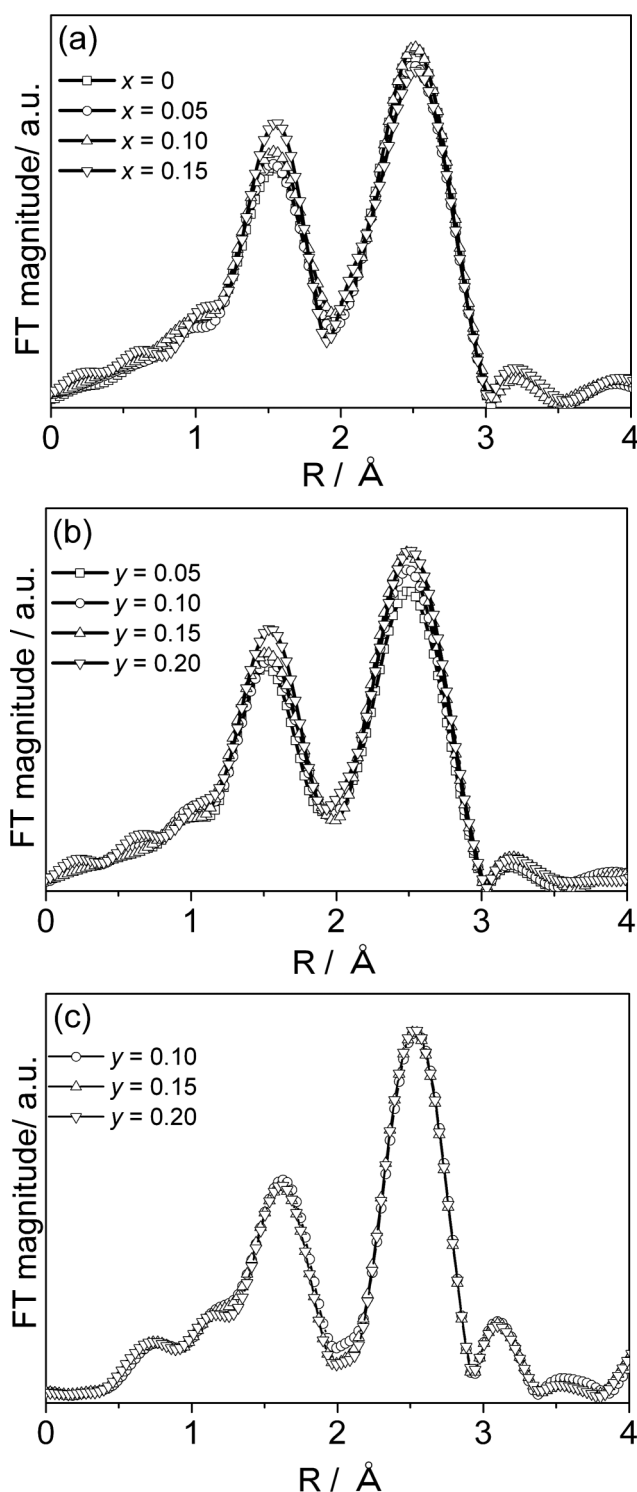 (a)
x = 0
x = 0.05
x = 0.10
x = 0.15
FT magnitude/ a.u.
0 1 2 3 4
R / Å
(b)
y = 0.05
y = 0.10
y = 0.15
y = 0.20
FT magnitude / a.u.
0 1 2 3 4
R / Å
(c)
y = 0.10
y = 0.15
y = 0.20
FT magnitude/ a.u.
0 1 2 3 4
R / Å